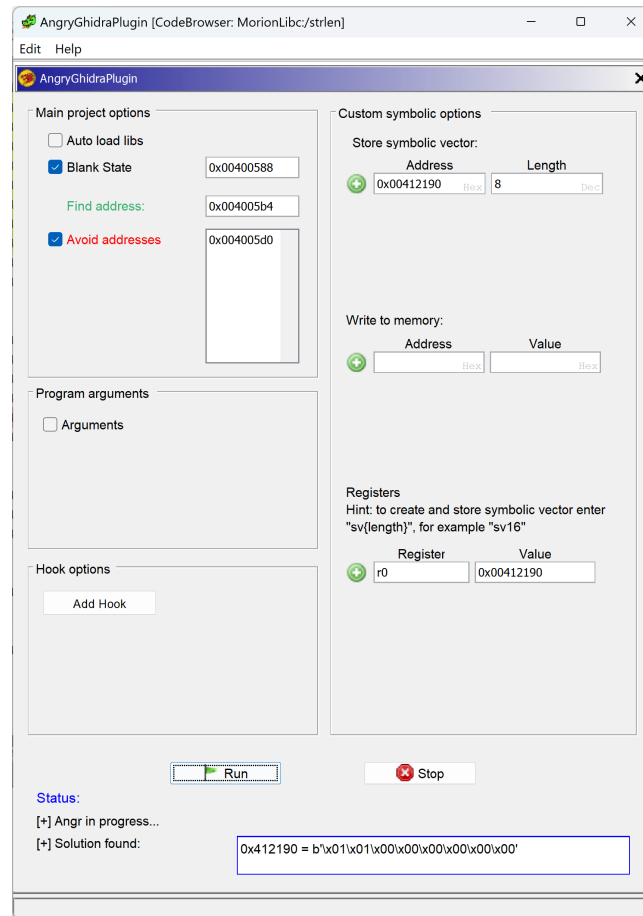 AngryGhidraPlugin [CodeBrowser: MorionLibc:/strlen]
Edit Help
AngryGhidraPlugin
Main project options
Auto load libs
Blank State 0x00400588
Find address: 0x004005b4
Avoid addresses 0x004005d0
Program arguments
Arguments
Hook options
Add Hook
Custom symbolic options
Store symbolic vector:
Address Length
0x00412190 Hex 8 Dec
Write to memory:
Address Value
Hex Hex
Registers
Hint: to create and store symbolic vector enter
"sv{length}", for example "sv16"
Register Value
r0 0x00412190
Run Stop
Status:
[+] Angr in progress...
[+] Solution found:
0x412190 = b'\x01\x01\x00\x00\x00\x00\x00\x00'